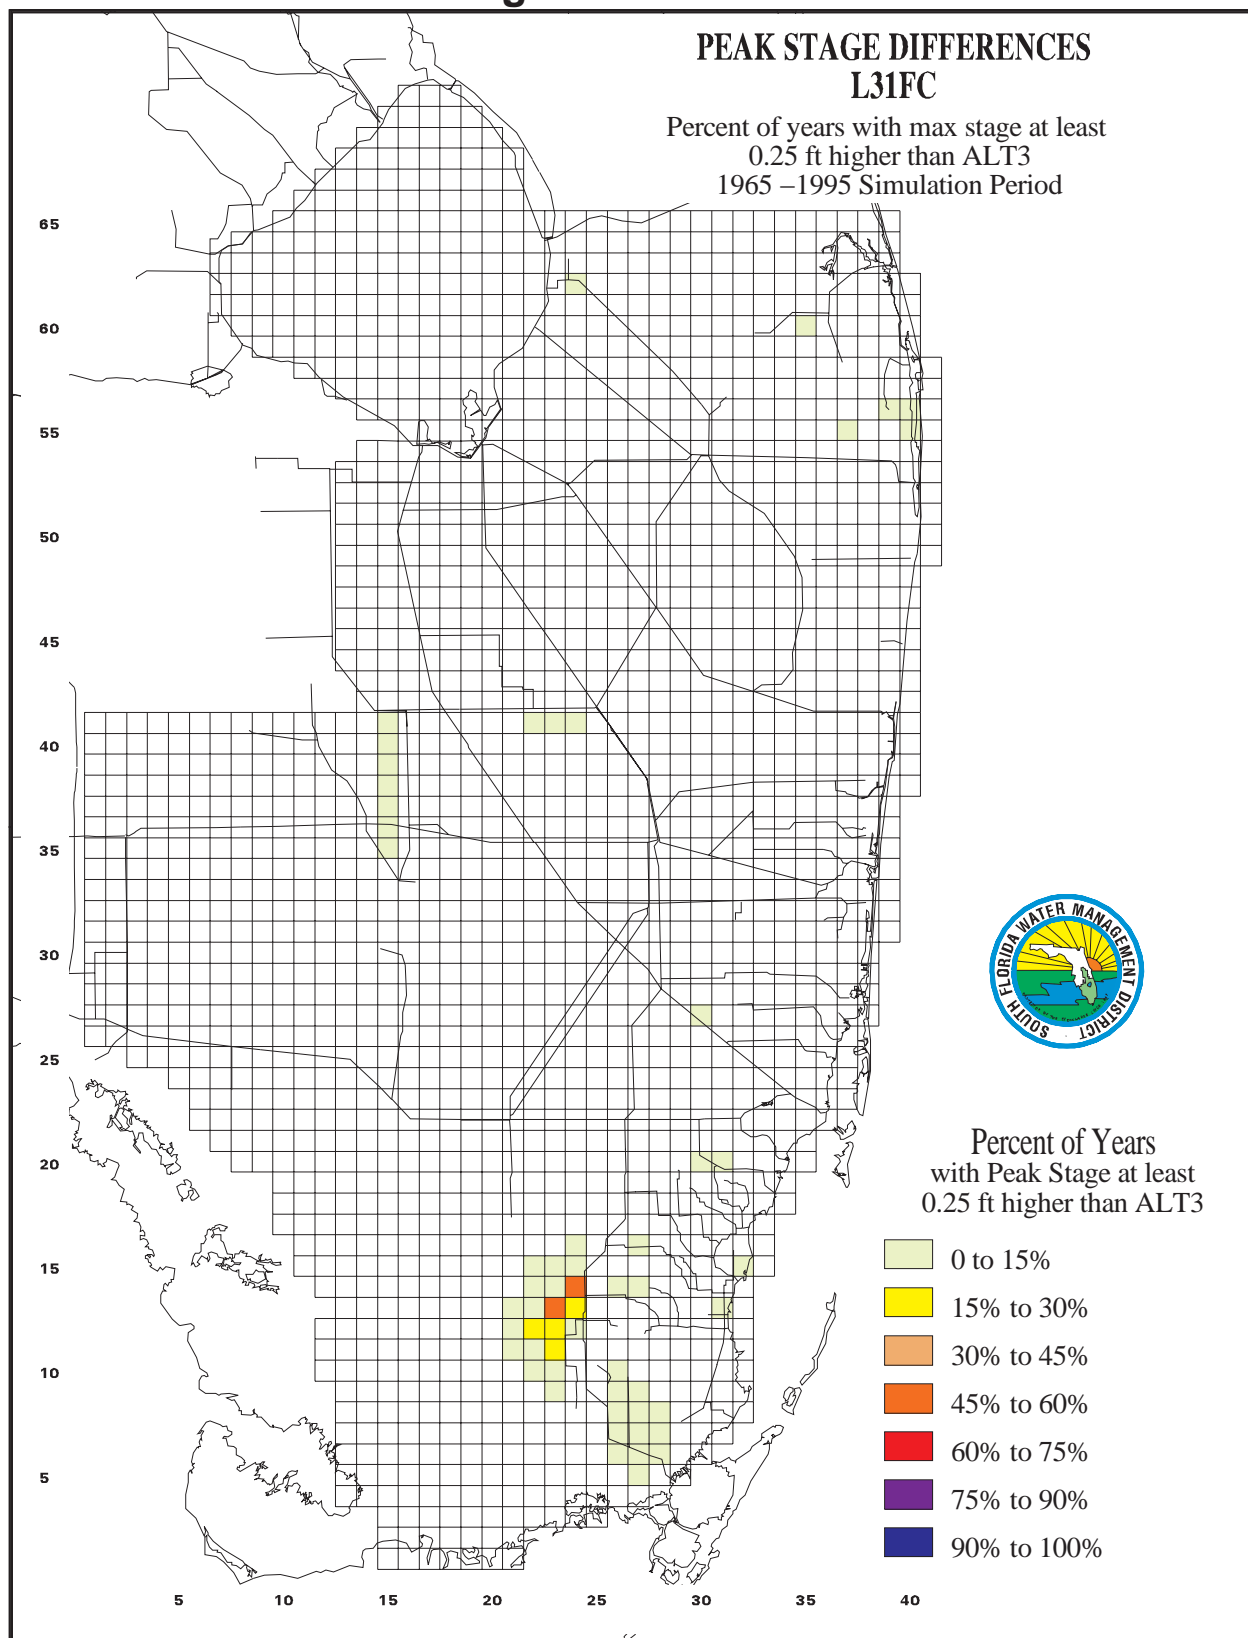 PEAK STAGE DIFFERENCES
L31FC
Percent of years with max stage at least
0.25 ft higher than ALT3
1965 –1995 Simulation Period
65
60
55
50
45
40
35
30
25
20
15
10
5
SOUTH FLORIDA WATER MANAGEMENT DISTRICT
Percent of Years
with Peak Stage at least
0.25 ft higher than ALT3
0 to 15%
15% to 30%
30% to 45%
45% to 60%
60% to 75%
75% to 90%
90% to 100%
5 10 15 20 25 30 35 40